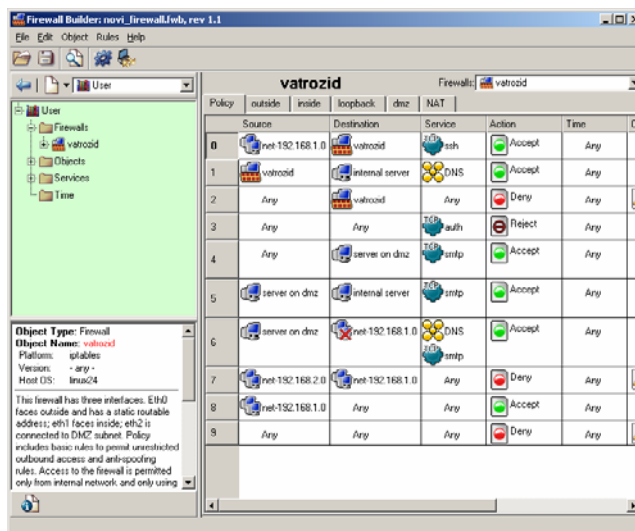 Firewall Builder: novi_firewall.fwb, rev 1.1
File Edit Object Rules Help
User
vatrozid
Firewalls: vatrozid
User
Firewalls
vatrozid
Objects
Services
Time
Policy outside inside loopback dmz NAT
Source Destination Service Action Time
0 net-192.168.1.0 vatrozid TCP ssh Accept Any
1 vatrozid internal server DNS Accept Any
2 Any vatrozid Any Deny Any
3 Any Any TCP auth Reject Any
4 Any server on dmz TCP smtp Accept Any
5 server on dmz internal server TCP smtp Accept Any
6 server on dmz net-192.168.1.0 DNS Accept Any
TCP smtp
7 net-192.168.2.0 net-192.168.1.0 Any Deny Any
8 net-192.168.1.0 Any Any Accept Any
9 Any Any Any Deny Any
Object Type: Firewall
Object Name: vatrozid
Platform: iptables
Version: - any -
Host OS: linux24
This firewall has three interfaces. Eth0
faces outside and has a static routable
address; eth1 faces inside; eth2 is
connected to DMZ subnet. Policy
includes basic rules to permit unrestricted
outbound access and anti-spoofing
rules. Access to the firewall is permitted
only from internal network and only using